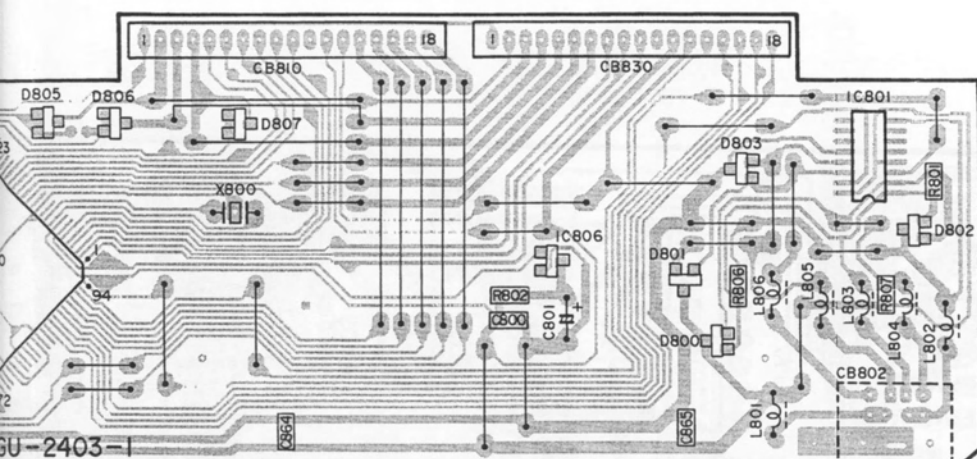 1 18
1 18
CB810
CB830
D805 D806
D807
IC801
23
D803
X800
R801
D802
1
94
IC806
D801
R802
C800
C801 +
R806
L806
L805
L803
R807
L804
L802
D800
CB802
72
L801
C864
C865
GU-2403-1